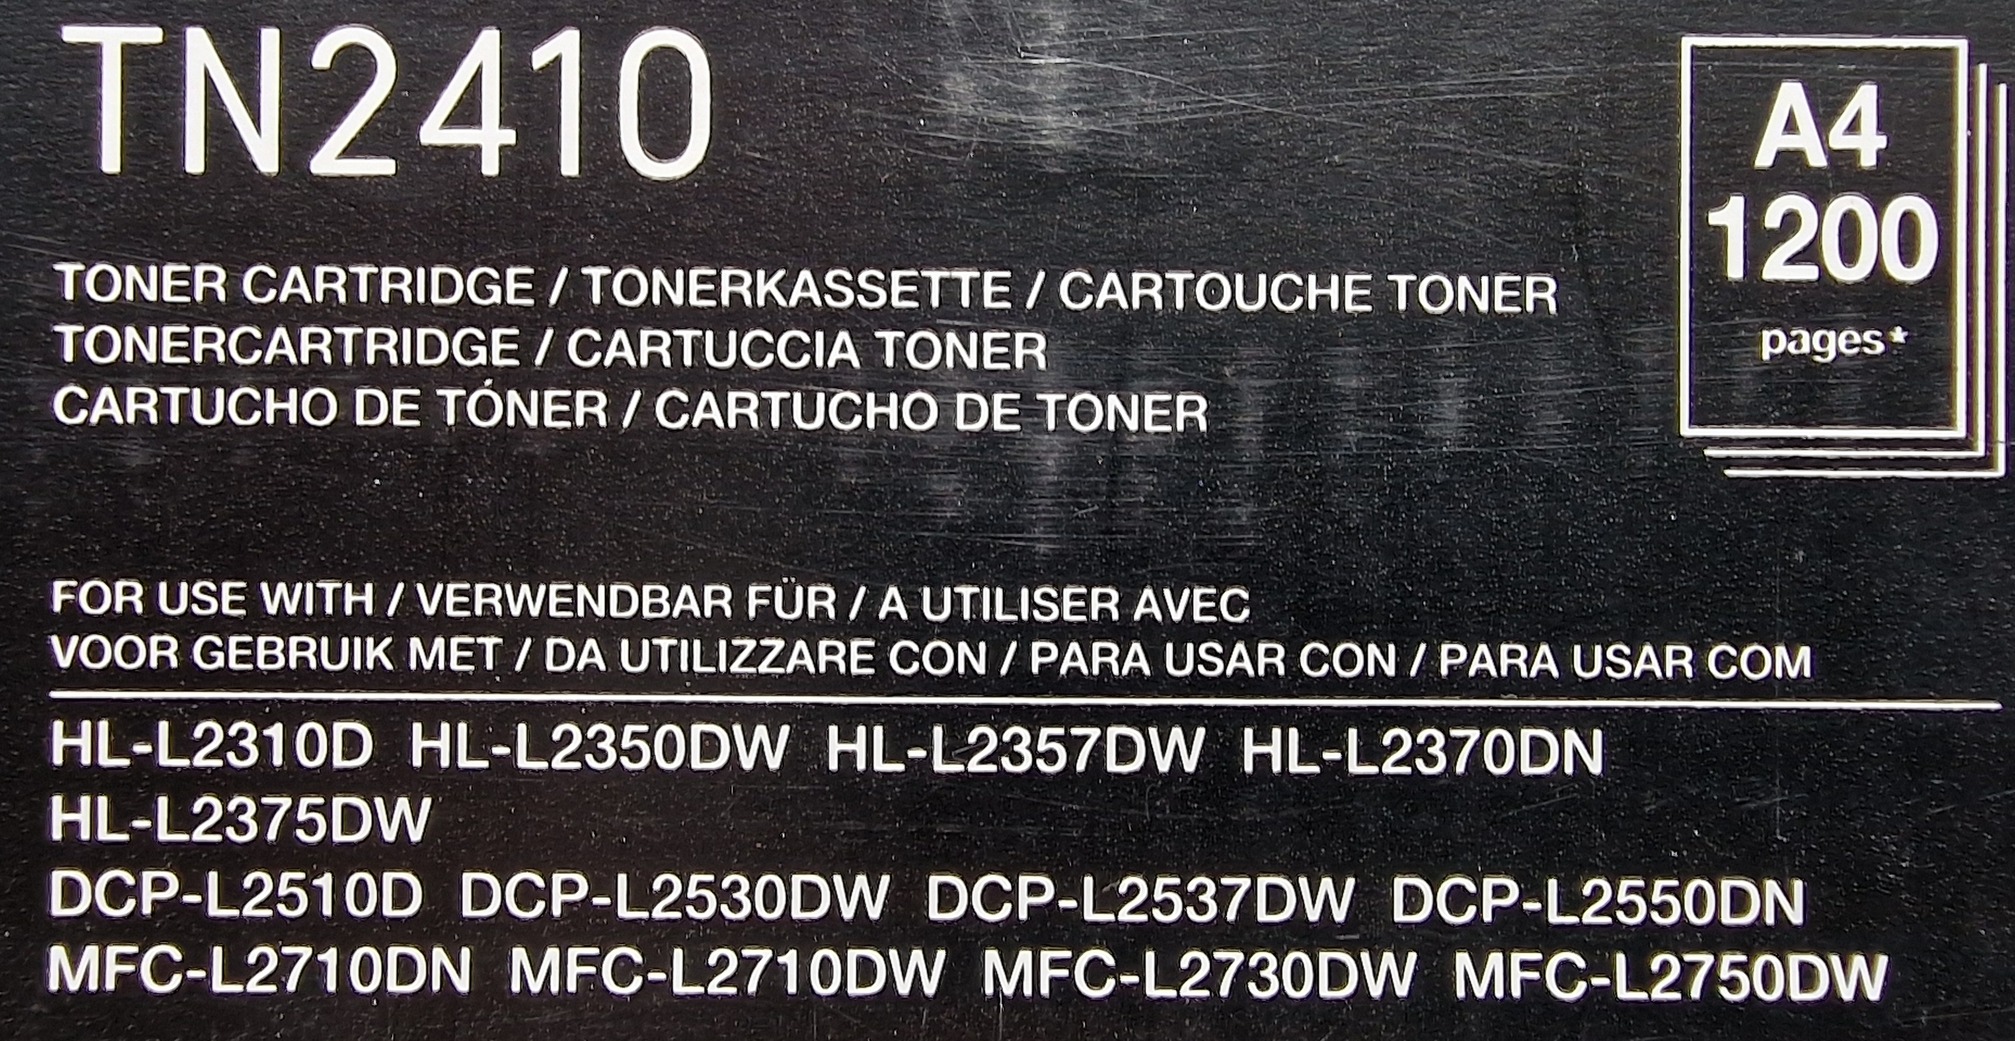 TN2410
A4
1200
pages*
TONER CARTRIDGE / TONERKASSETTE / CARTOUCHE TONER
TONERCARTRIDGE / CARTUCCIA TONER
CARTUCHO DE TÓNER / CARTUCHO DE TONER
FOR USE WITH / VERWENDBAR FÜR / A UTILISER AVEC
VOOR GEBRUIK MET / DA UTILIZZARE CON / PARA USAR CON / PARA USAR COM
HL-L2310D HL-L2350DW HL-L2357DW HL-L2370DN
HL-L2375DW
DCP-L2510D DCP-L2530DW DCP-L2537DW DCP-L2550DN
MFC-L2710DN MFC-L2710DW MFC-L2730DW MFC-L2750DW